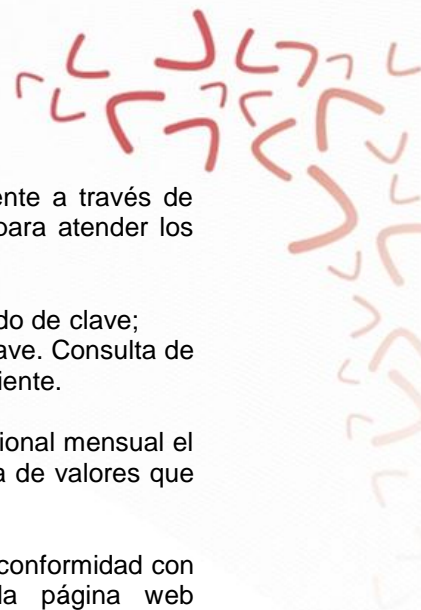 ente a través de
para atender los
do de clave;
ave. Consulta de
iente.
ional mensual el
a de valores que
conformidad con
la página web